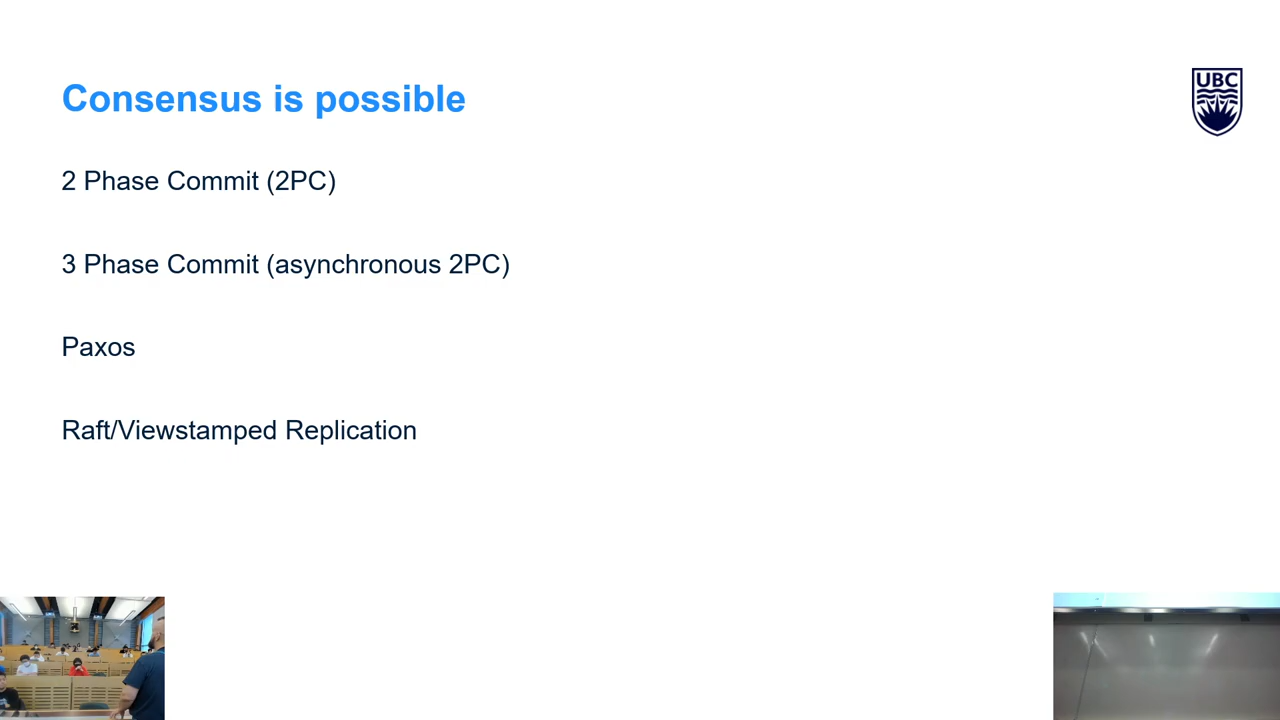 Consensus is possible
UBC
2 Phase Commit (2PC)
3 Phase Commit (asynchronous 2PC)
Paxos
Raft/Viewstamped Replication